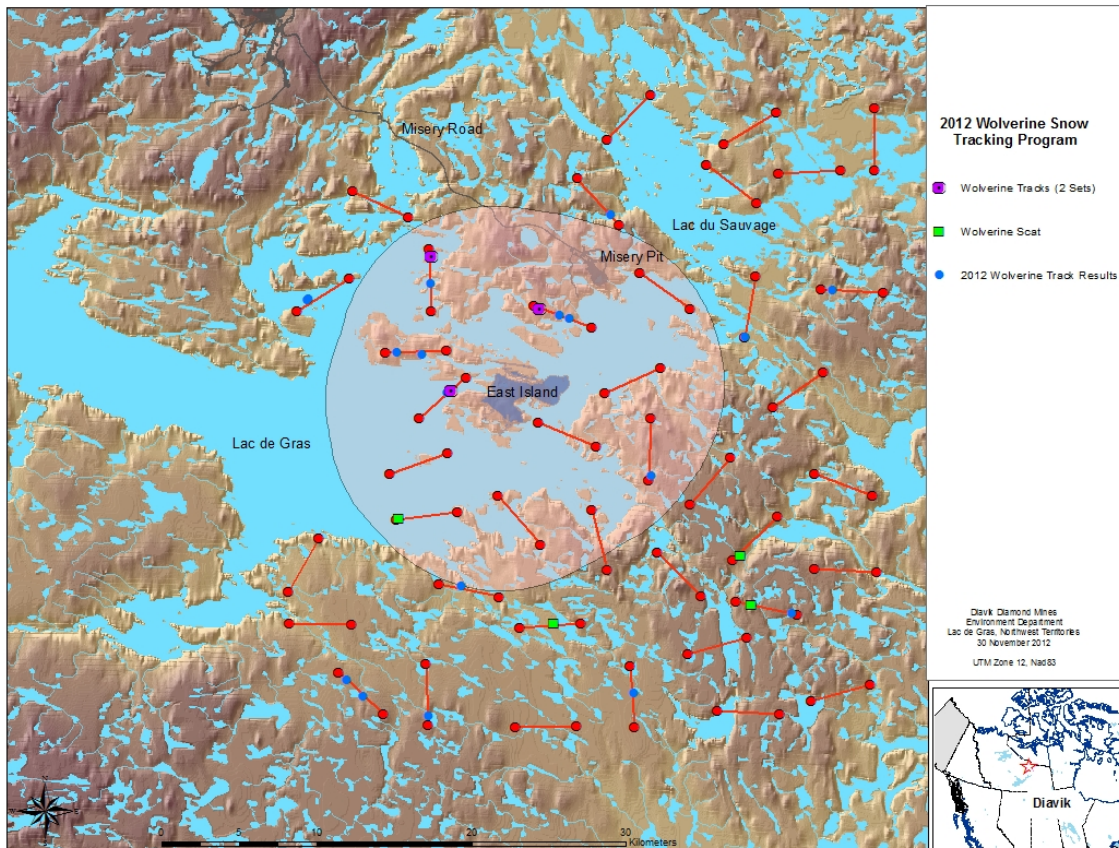 Misery Road
Lac du Sauvage
Misery Pit
East Island
Lac de Gras
N
0 5 10 20 30
Kilometers
2012 Wolverine Snow
Tracking Program
Wolverine Tracks (2 Sets)
Wolverine Scat
2012 Wolverine Track Results
Diavik Diamond Mines
Environment Department
Lac de Gras, Northwest Territories
30 November 2012
UTM Zone 12, Nad83
Diavik